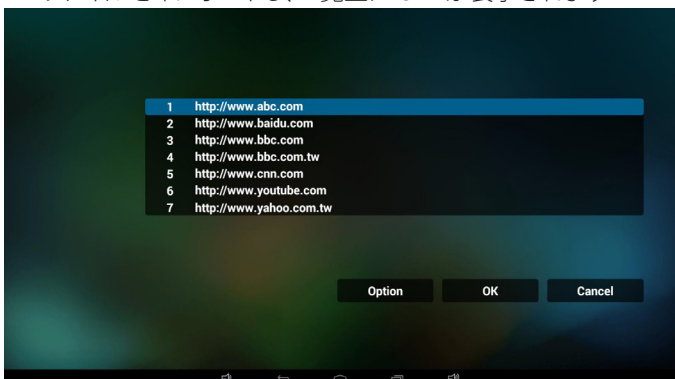 1 http://www.abc.com
2 http://www.baidu.com
3 http://www.bbc.com
4 http://www.bbc.com.tw
5 http://www.cnn.com
6 http://www.youtube.com
7 http://www.yahoo.com.tw
Option OK Cancel